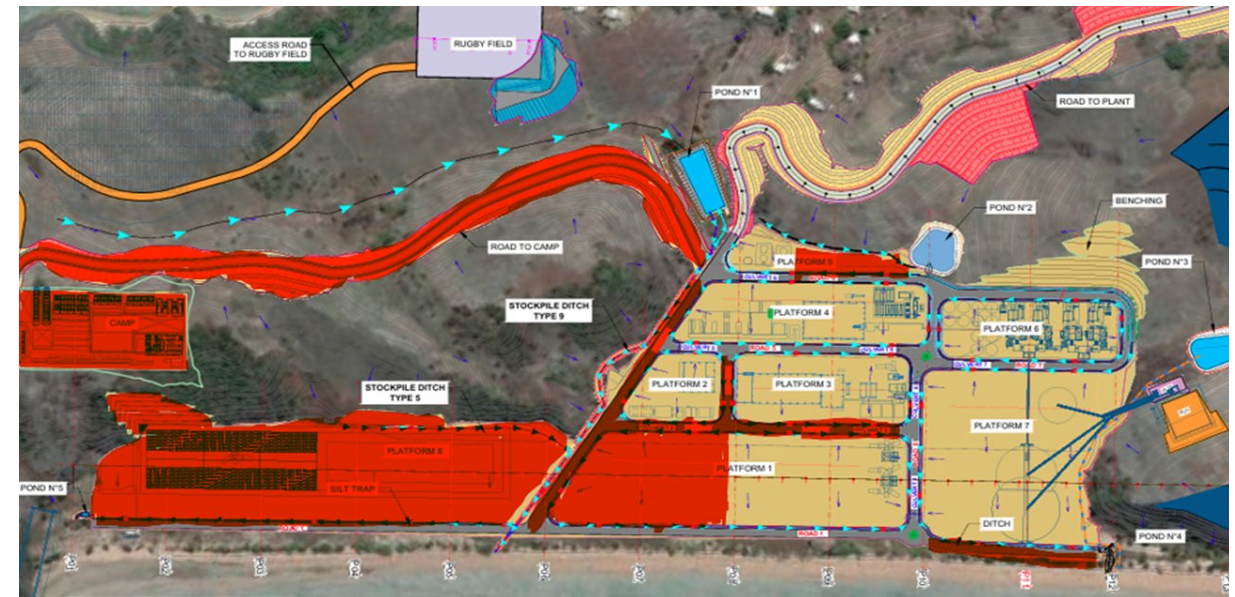 ACCESS ROAD
TO RUGBY FIELD
RUGBY FIELD
POND N°1
ROAD TO PLANT
BENCHING
POND N°2
ROAD TO CAMP
PLATFORM 5
POND N°3
CAMP
STOCKPILE DITCH
TYPE 9
PLATFORM 4
PLATFORM 6
PLATFORM 2
PLATFORM 3
STOCKPILE DITCH
TYPE 5
PLATFORM 7
PLATFORM 8
PLATFORM 1
POND N°5
SILT TRAP
ROAD 1
ROAD 1
DITCH
POND N°4